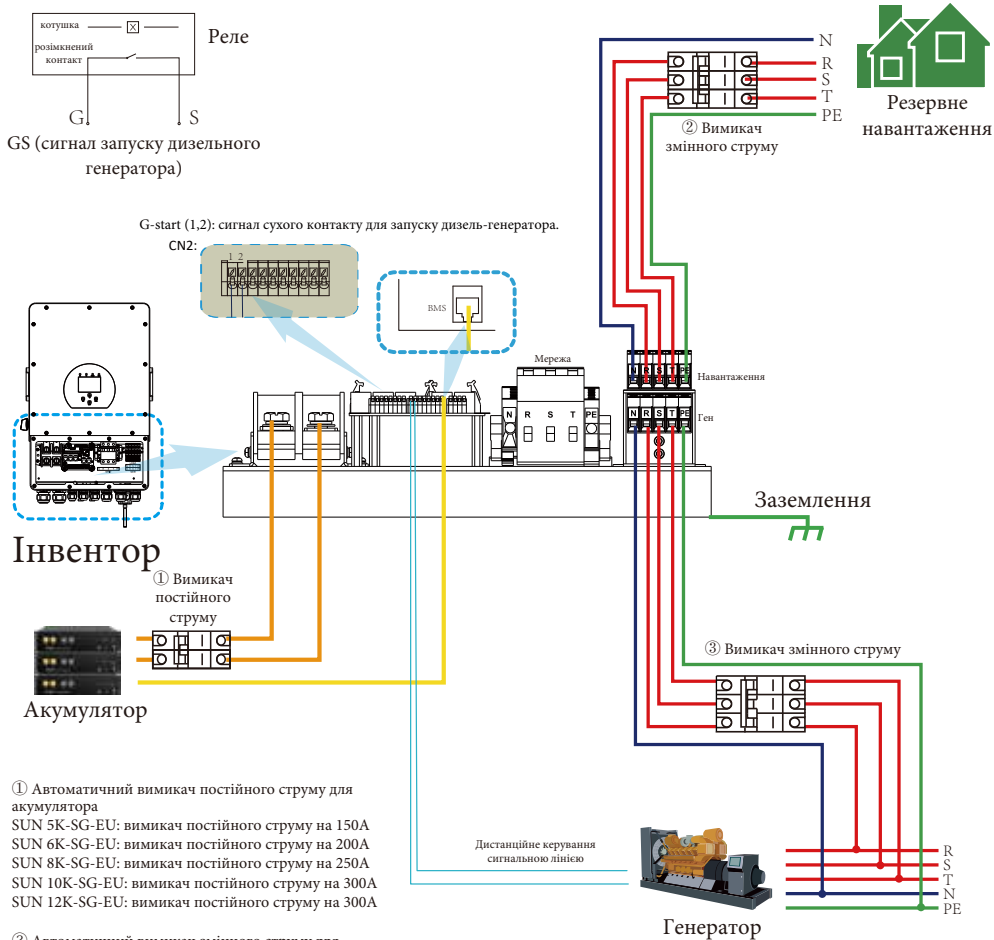 котушка
X
розімкнений
контакт
Реле
G
S
GS (сигнал запуску дизельного
генератора)
N
R
S
T
PE
Резервне
навантаження
② Вимикач
змінного струму
G-start (1,2): сигнал сухого контакту для запуску дизель-генератора.
CN2:
1 2
BMS
Мережа
N R S T PE
N R S T PE
Навантаження
N R S T PE
Ген
Заземлення
Інвентор
① Вимикач
постійного
струму
Акумулятор
③ Вимикач змінного струму
① Автоматичний вимикач постійного струму для
акумулятора
SUN 5K-SG-EU: вимикач постійного струму на 150А
SUN 6K-SG-EU: вимикач постійного струму на 200А
SUN 8K-SG-EU: вимикач постійного струму на 250А
SUN 10K-SG-EU: вимикач постійного струму на 300А
SUN 12K-SG-EU: вимикач постійного струму на 300А
Дистанційне керування
сигнальною лінією
Генератор
R
S
T
N
PE